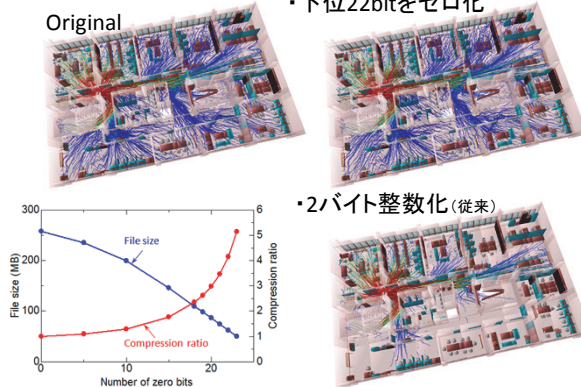 Original
・下位22bitをゼロ化
・2バイト整数化(従来)
300
200
100
0
File size (MB)
File size
Compression ratio
6
5
4
3
2
1
0
Compression ratio
0
10
20
Number of zero bits